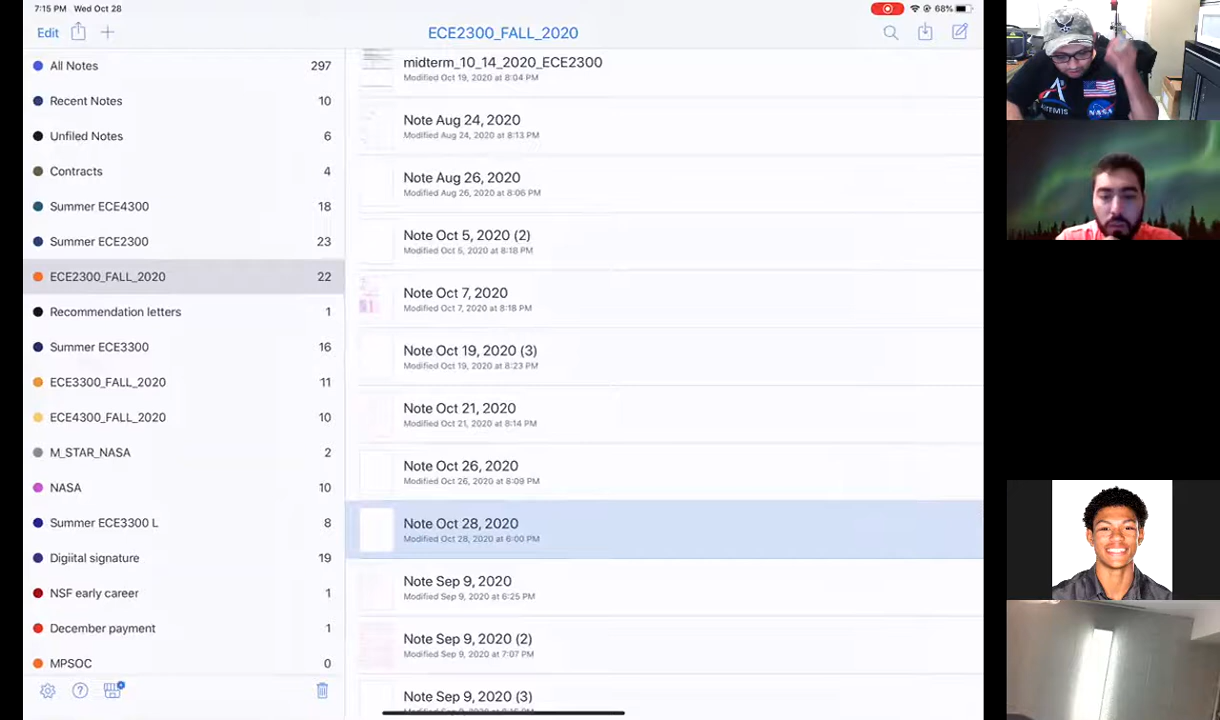 7:15 PM Wed Oct 28
68%
Edit
ECE2300_FALL_2020
All Notes 297
Recent Notes 10
Unfiled Notes 6
Contracts 4
Summer ECE4300 18
Summer ECE2300 23
ECE2300_FALL_2020 22
Recommendation letters 1
Summer ECE3300 16
ECE3300_FALL_2020 11
ECE4300_FALL_2020 10
M_STAR_NASA 2
NASA 10
Summer ECE3300 L 8
Digiital signature 19
NSF early career 1
December payment 1
MPSOC 0
midterm_10_14_2020_ECE2300
Modified Oct 19, 2020 at 8:04 PM
Note Aug 24, 2020
Modified Aug 24, 2020 at 8:13 PM
Note Aug 26, 2020
Modified Aug 26, 2020 at 8:06 PM
Note Oct 5, 2020 (2)
Modified Oct 5, 2020 at 8:18 PM
Note Oct 7, 2020
Modified Oct 7, 2020 at 8:18 PM
Note Oct 19, 2020 (3)
Modified Oct 19, 2020 at 8:23 PM
Note Oct 21, 2020
Modified Oct 21, 2020 at 8:14 PM
Note Oct 26, 2020
Modified Oct 26, 2020 at 8:09 PM
Note Oct 28, 2020
Modified Oct 28, 2020 at 6:00 PM
Note Sep 9, 2020
Modified Sep 9, 2020 at 6:25 PM
Note Sep 9, 2020 (2)
Modified Sep 9, 2020 at 7:07 PM
Note Sep 9, 2020 (3)
NASA
ARTEMIS